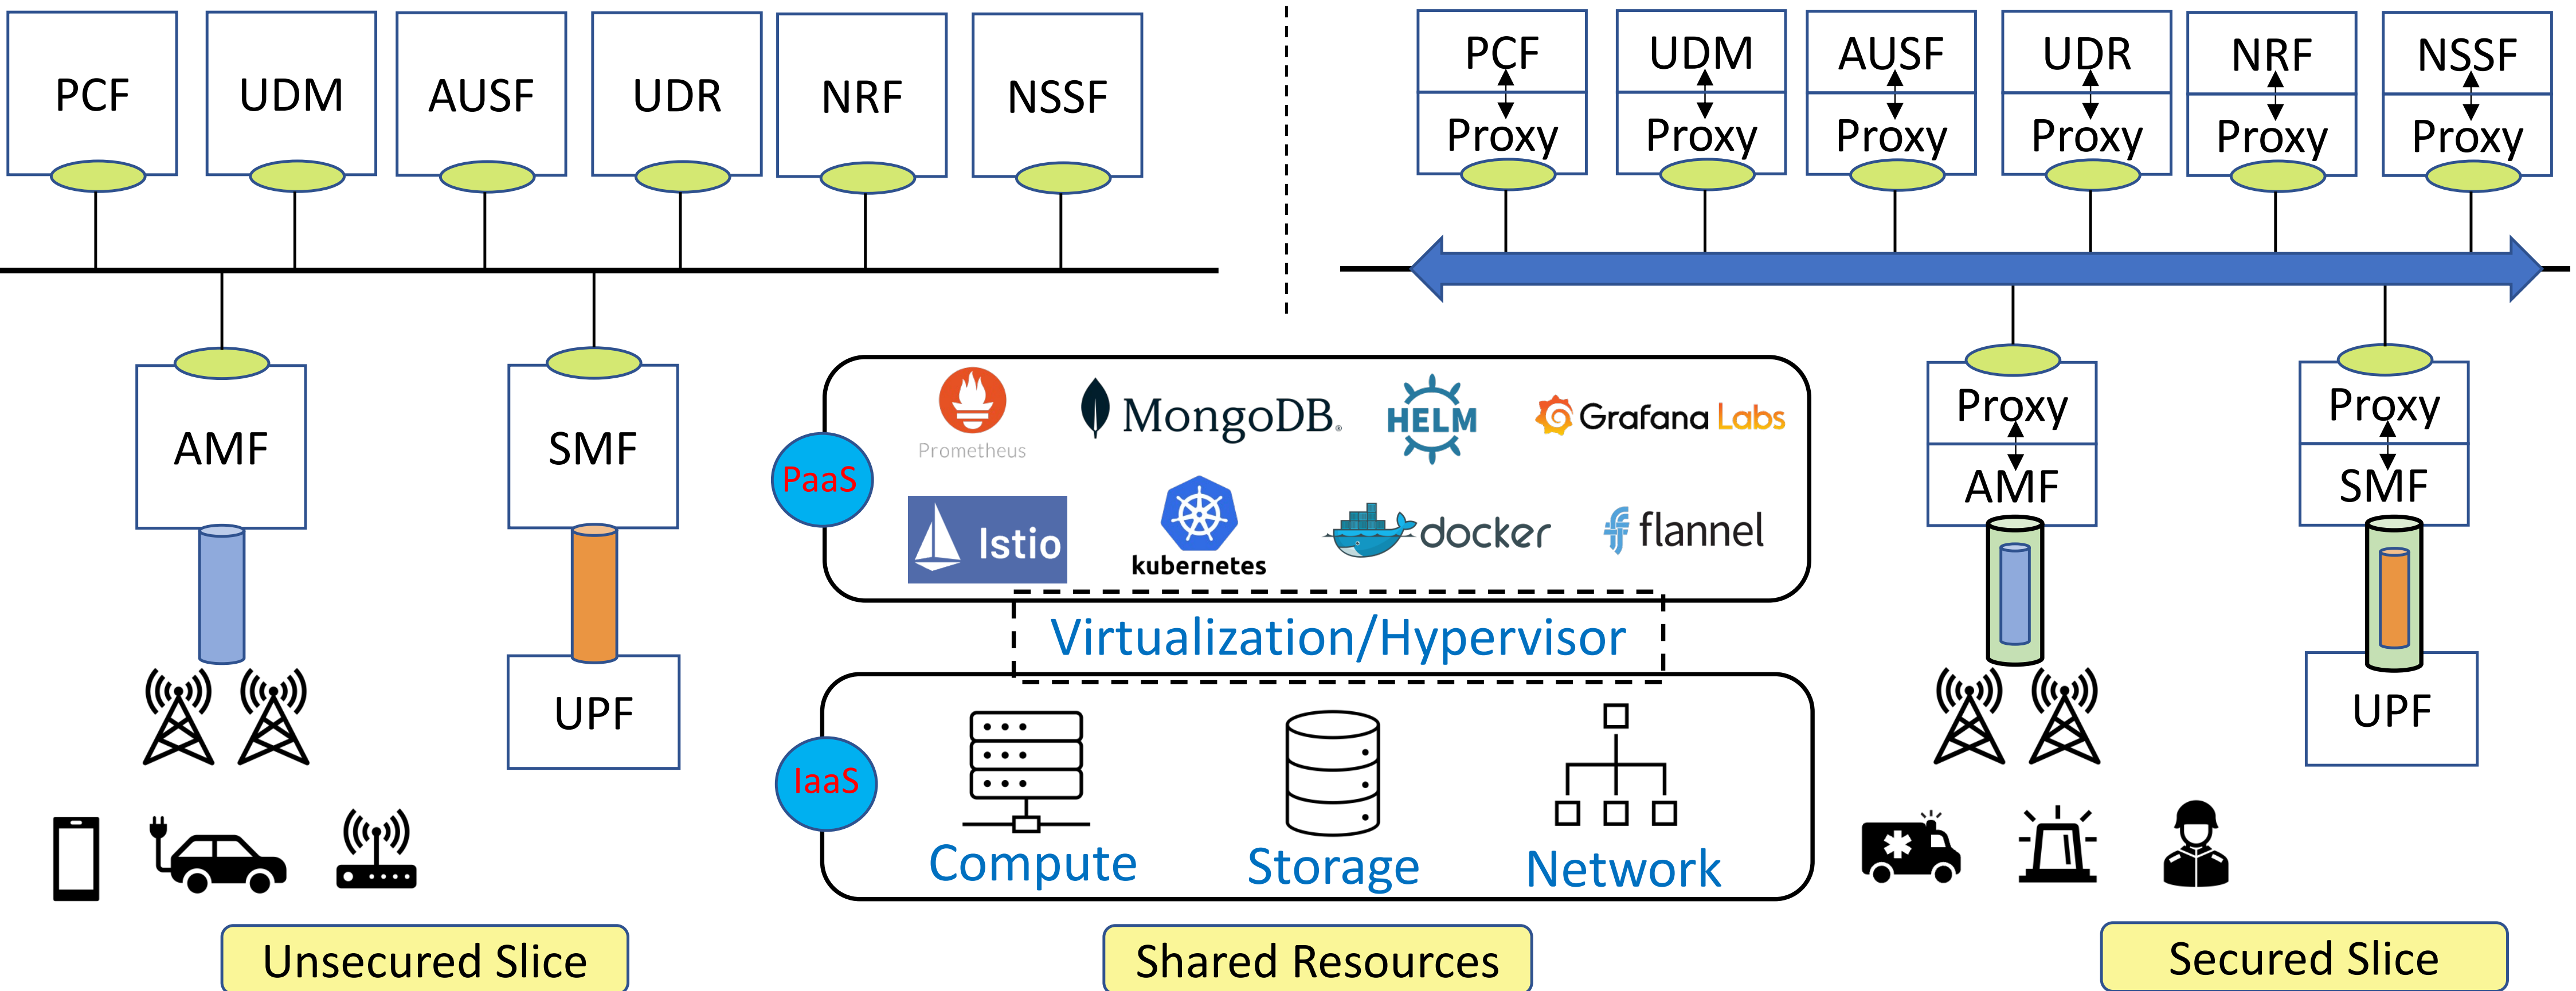 PCF
UDM
AUSF
UDR
NRF
NSSF
PCF
Proxy
UDM
Proxy
AUSF
Proxy
UDR
Proxy
NRF
Proxy
NSSF
Proxy
AMF
SMF
UPF
PaaS
Prometheus
MongoDB.
HELM
Grafana Labs
Istio
kubernetes
docker
flannel
Virtualization/Hypervisor
IaaS
Compute
Storage
Network
Proxy
AMF
Proxy
SMF
UPF
Unsecured Slice
Shared Resources
Secured Slice